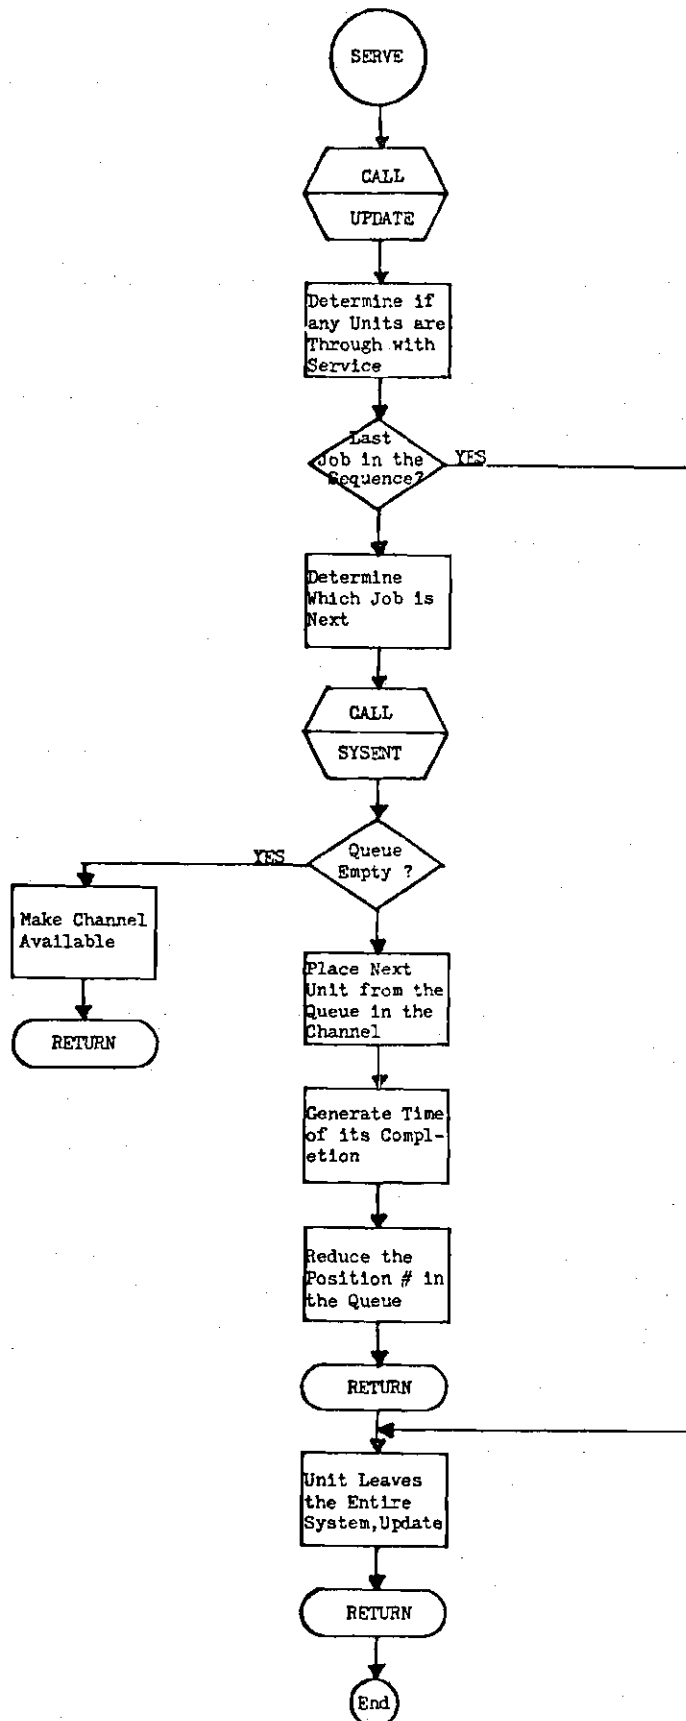 SERVE
CALL
UPDATE
Determine if
any Units are
Through with
Service
Last
Job in the
Sequence?
YES
Determine
Which Job is
Next
CALL
SYSENT
Queue
Empty ?
YES
Make Channel
Available
RETURN
Place Next
Unit from the
Queue in the
Channel
Generate Time
of its Compl-
etion
Reduce the
Position # in
the Queue
RETURN
Unit Leaves
the Entire
System,Update
RETURN
End